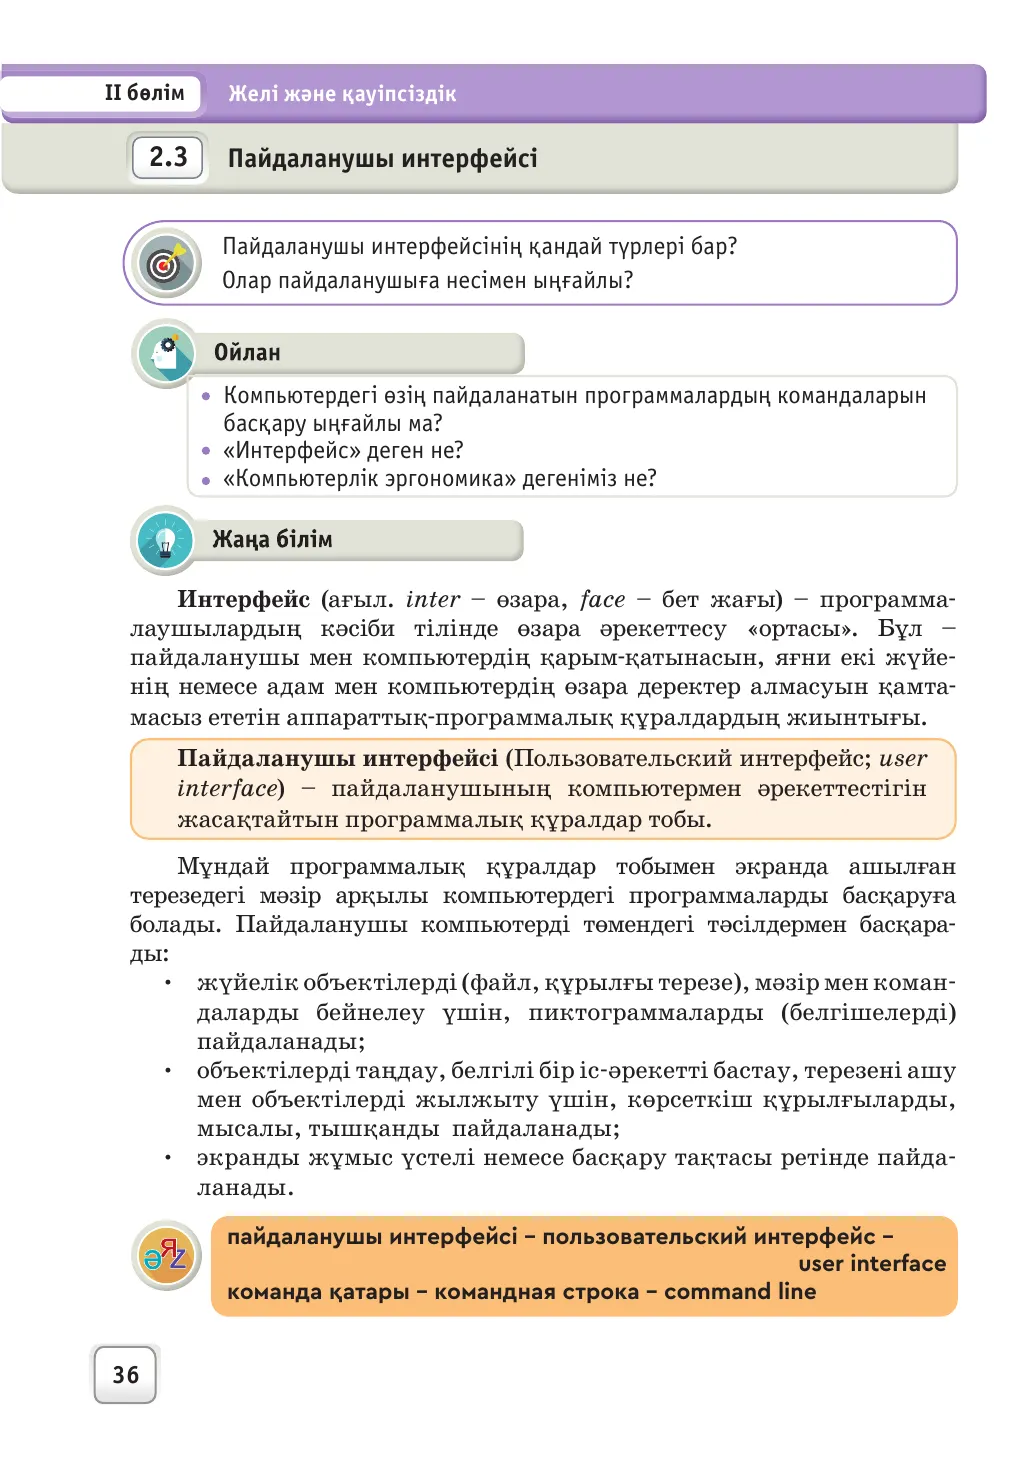 II бөлім
Желі және қауіпсіздік
2.3
Пайдаланушы интерфейсі
Пайдаланушы интерфейсінің қандай түрлері бар?
Олар пайдаланушыға несімен ыңғайлы?
Ойлан
• Компьютердегі өзің пайдаланатын программалардың командаларын
басқару ыңғайлы ма?
• «Интерфейс» деген не?
• «Компьютерлік эргономика» дегеніміз не?
Жаңа білім
Интерфейс (ағыл. inter – өзара, face – бет жағы) – программа-
лаушылардың кәсіби тілінде өзара әрекеттесу «ортасы». Бұл –
пайдаланушы мен компьютердің қарым-қатынасын, яғни екі жүйе-
нің немесе адам мен компьютердің өзара деректер алмасуын қамта-
масыз ететін аппараттық-программалық құралдардың жиынтығы.
Пайдаланушы интерфейсі (Пользовательский интерфейс; user
interface) – пайдаланушының компьютермен әрекеттестігін
жасақтайтын программалық құралдар тобы.
Мұндай программалық құралдар тобымен экранда ашылған
терезедегі мәзір арқылы компьютердегі программаларды басқаруға
болады. Пайдаланушы компьютерді төмендегі тәсілдермен басқара-
ды:
• жүйелік объектілерді (файл, құрылғы терезе), мәзір мен коман-
даларды бейнелеу үшін, пиктограммаларды (белгішелерді)
пайдаланады;
• объектілерді таңдау, белгілі бір іс-әрекетті бастау, терезені ашу
мен объектілерді жылжыту үшін, көрсеткіш құрылғыларды,
мысалы, тышқанды пайдаланады;
• экранды жұмыс үстелі немесе басқару тақтасы ретінде пайда-
ланады.
ә Я Z
пайдаланушы интерфейсі – пользовательский интерфейс –
user interface
команда қатары – командная строка – command line
36